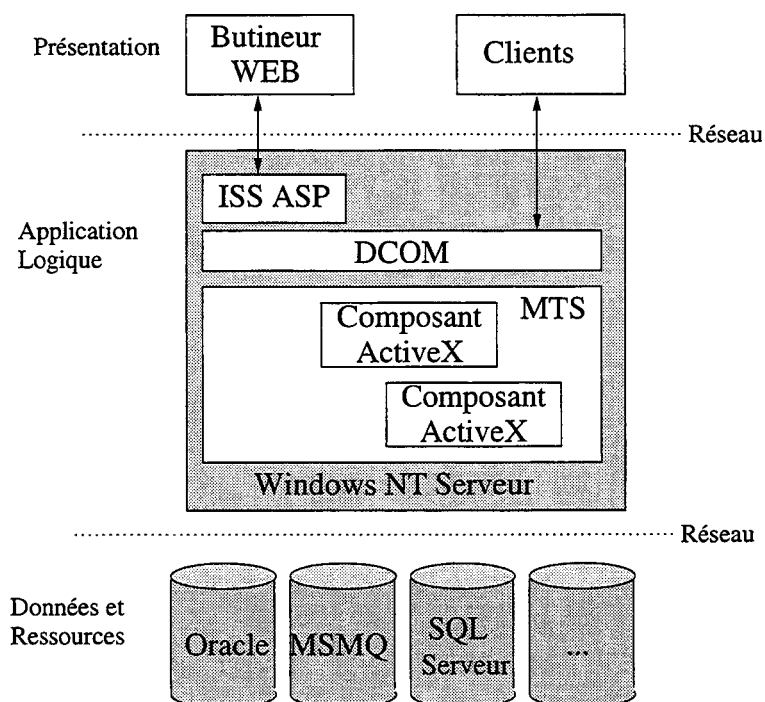 Présentation
Butineur
WEB
Clients
Réseau
ISS ASP
Application
Logique
DCOM
MTS
Composant
ActiveX
Composant
ActiveX
Windows NT Serveur
Réseau
Données et
Ressources
Oracle
MSMQ
SQL
Serveur
...